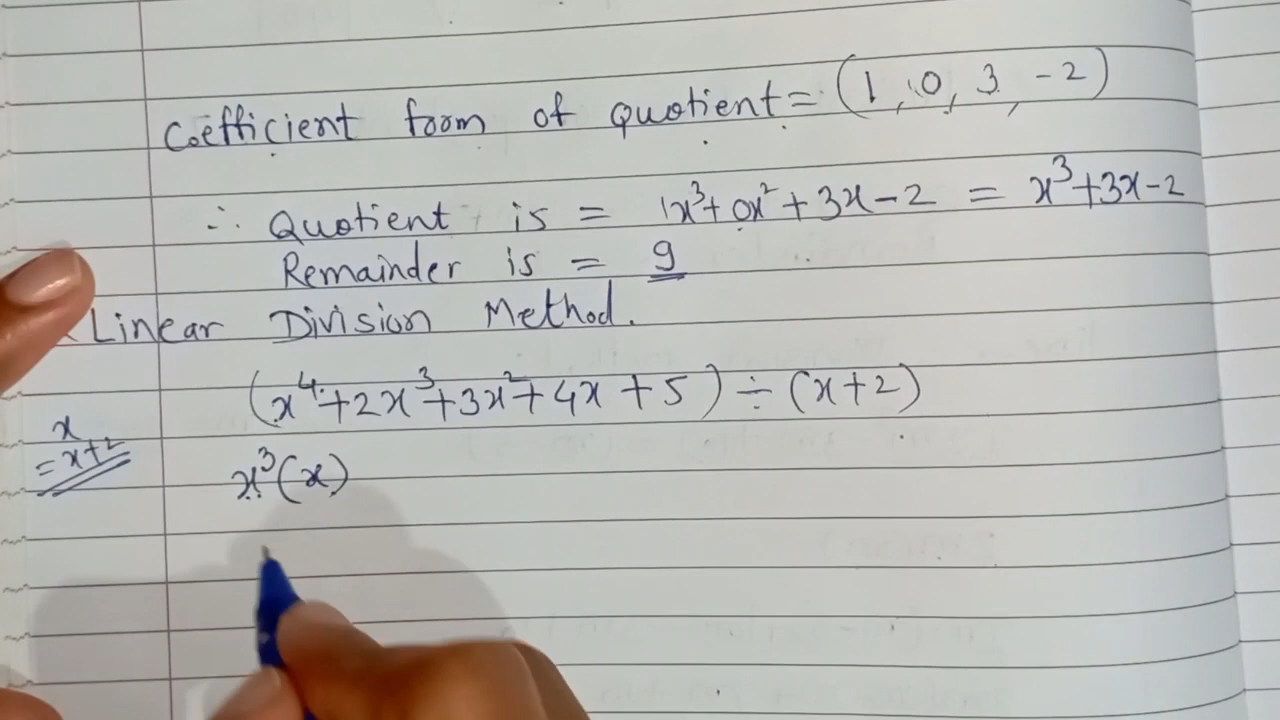 Coefficient form of Quotient = (1, 0, 3, -2)
∴ Quotient is = 1x³ + 0x² + 3x - 2 = x³ + 3x - 2
Remainder is = 9
Linear Division Method.
(x⁴ + 2x³ + 3x² + 4x + 5) ÷ (x + 2)
x
= x + 2
x³(x)